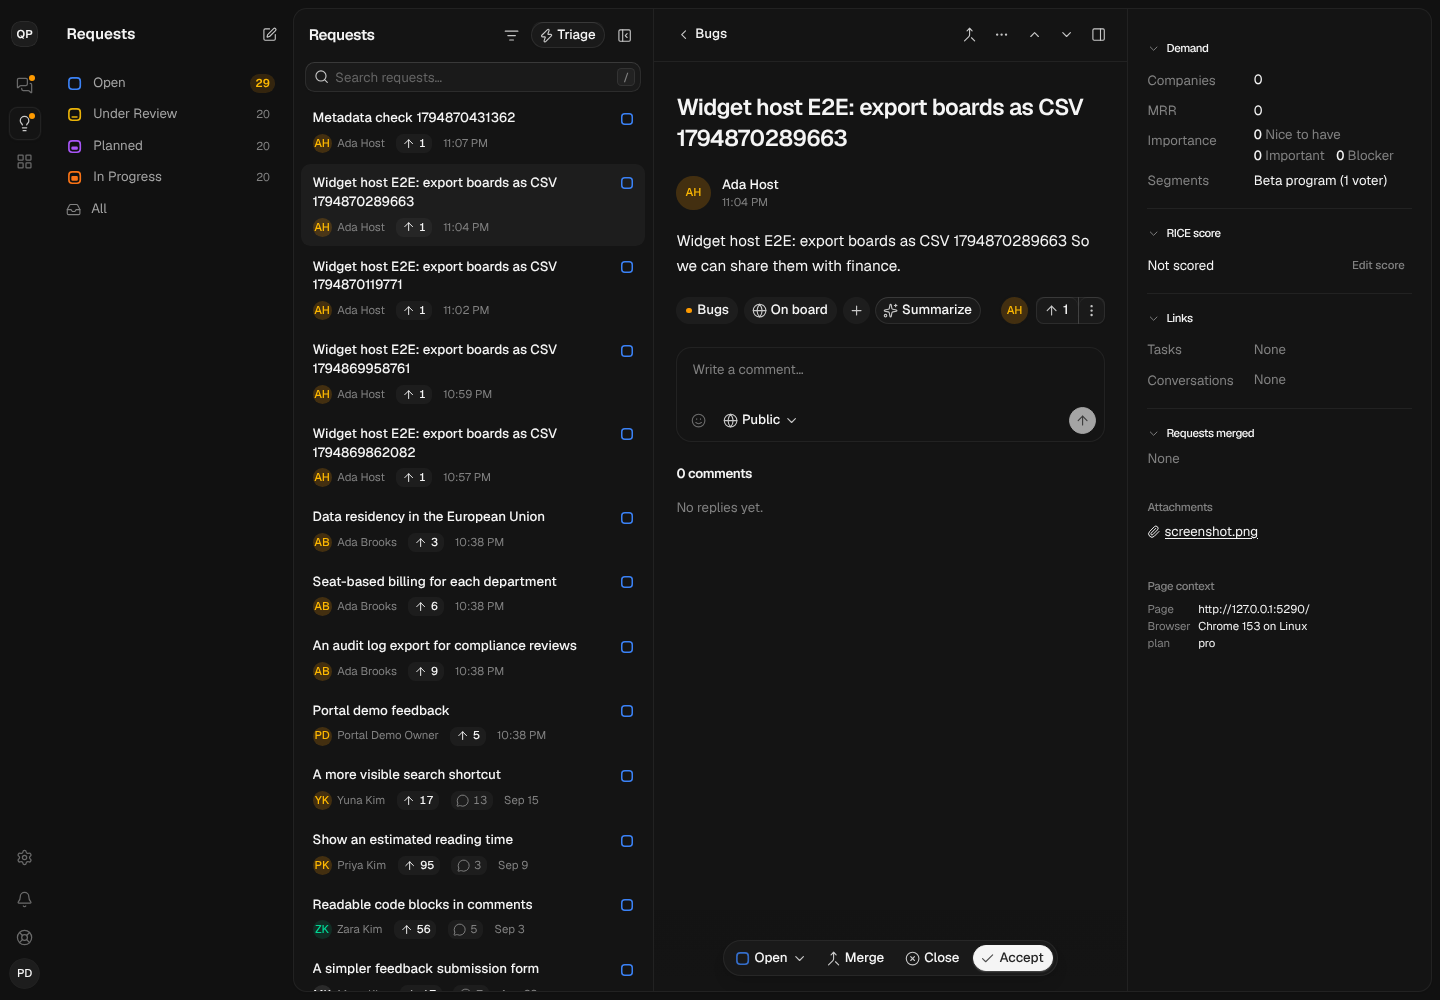 QP
Requests
Open
29
Under Review
20
Planned
20
In Progress
20
All
PD
Requests
Triage
Search requests...
/
Metadata check 1794870431362
AH Ada Host 1 11:07 PM
Widget host E2E: export boards as CSV
1794870289663
AH Ada Host 1 11:04 PM
Widget host E2E: export boards as CSV
1794870119771
AH Ada Host 1 11:02 PM
Widget host E2E: export boards as CSV
1794869958761
AH Ada Host 1 10:59 PM
Widget host E2E: export boards as CSV
1794869862082
AH Ada Host 1 10:57 PM
Data residency in the European Union
AB Ada Brooks 3 10:38 PM
Seat-based billing for each department
AB Ada Brooks 6 10:38 PM
An audit log export for compliance reviews
AB Ada Brooks 9 10:38 PM
Portal demo feedback
PD Portal Demo Owner 5 10:38 PM
A more visible search shortcut
YK Yuna Kim 17 13 Sep 15
Show an estimated reading time
PK Priya Kim 95 3 Sep 9
Readable code blocks in comments
ZK Zara Kim 56 5 Sep 3
A simpler feedback submission form
Bugs
Widget host E2E: export boards as CSV
1794870289663
AH
Ada Host
11:04 PM
Widget host E2E: export boards as CSV 1794870289663 So
we can share them with finance.
Bugs On board Summarize AH 1
Write a comment...
Public
0 comments
No replies yet.
Open Merge Close Accept
Demand
Companies 0
MRR 0
Importance 0 Nice to have
0 Important 0 Blocker
Segments Beta program (1 voter)
RICE score
Not scored Edit score
Links
Tasks None
Conversations None
Requests merged
None
Attachments
screenshot.png
Page context
Page http://127.0.0.1:5290/
Browser Chrome 153 on Linux
plan pro